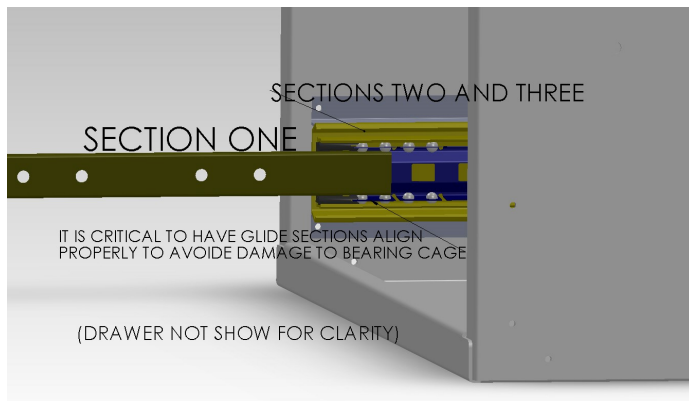 SECTIONS TWO AND THREE
SECTION ONE
IT IS CRITICAL TO HAVE GLIDE SECTIONS ALIGN
PROPERLY TO AVOIDE DAMAGE TO BEARING CAGE
(DRAWER NOT SHOW FOR CLARITY)